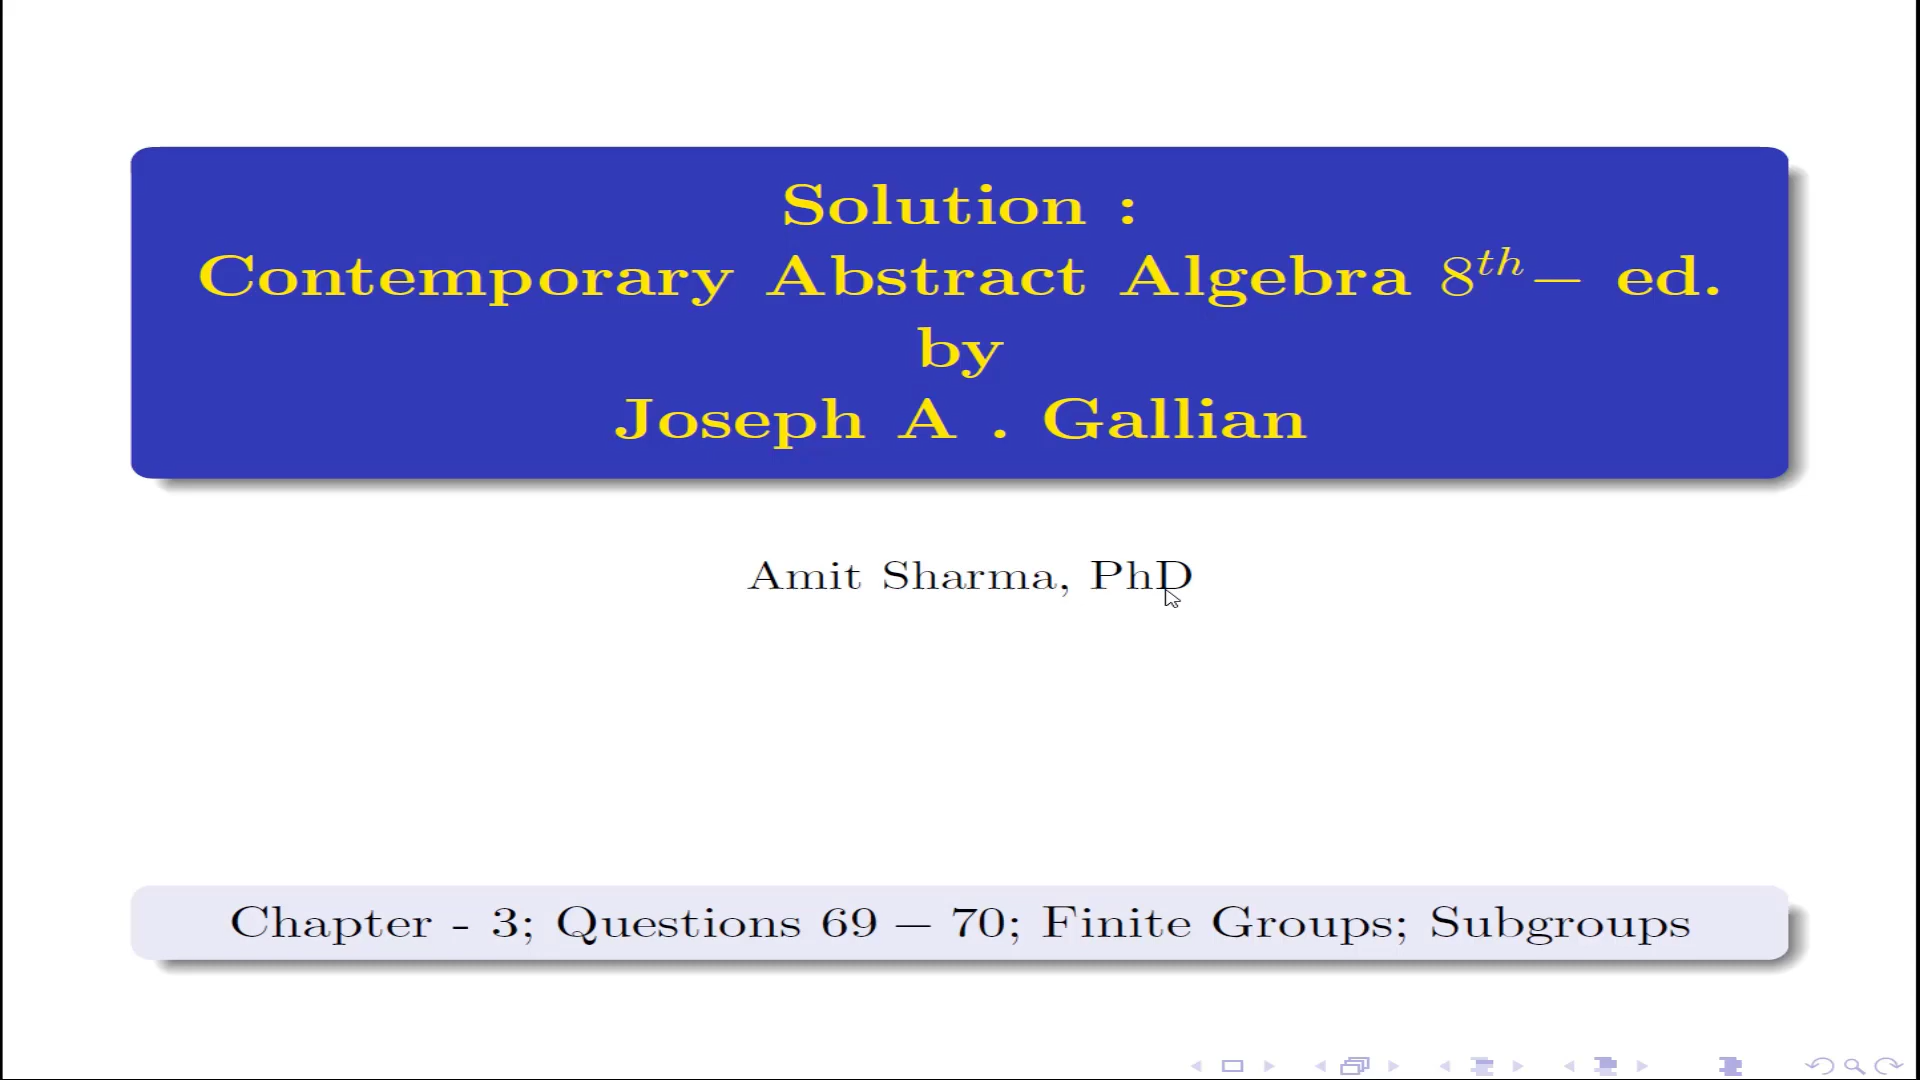 Solution :
Contemporary Abstract Algebra 8th− ed.
by
Joseph A . Gallian
Amit Sharma, PhD
Chapter - 3; Questions 69 − 70; Finite Groups; Subgroups